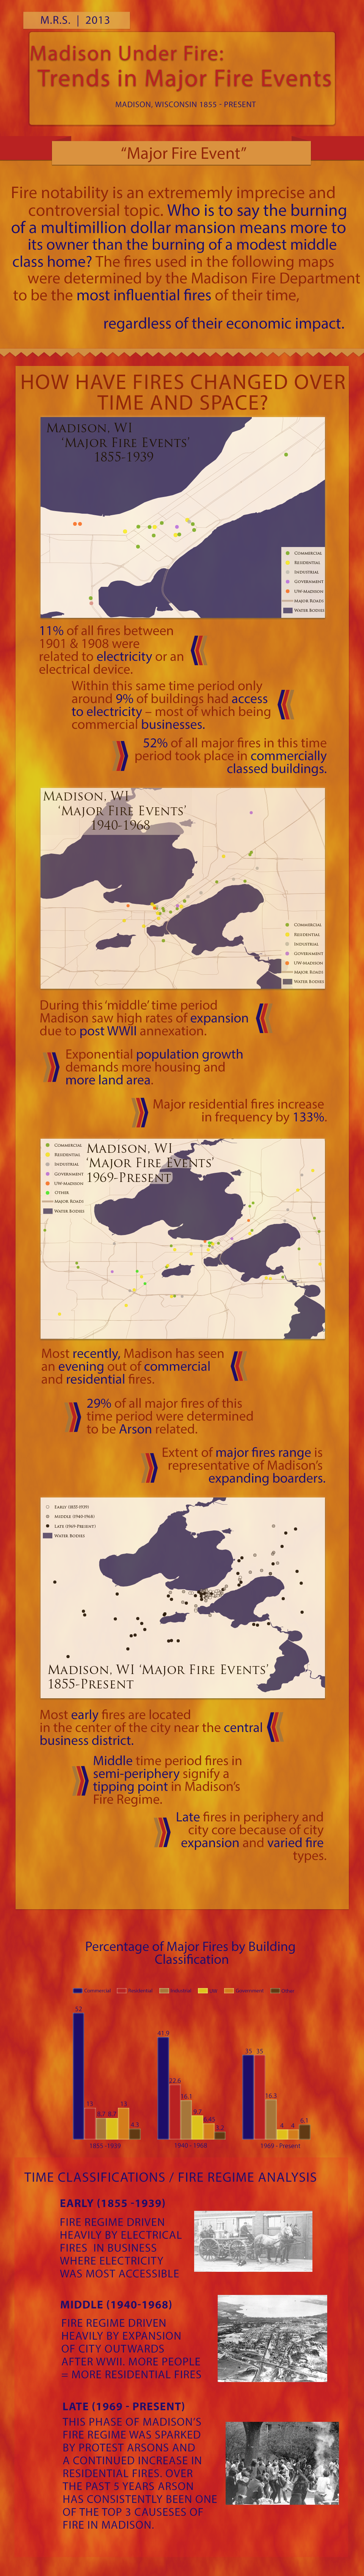 M.R.S. | 2013
Madison Under Fire:
Trends in Major Fire Events
MADISON, WISCONSIN 1855 - PRESENT
“Major Fire Event”
Fire notability is an extrememly imprecise and
controversial topic. Who is to say the burning
of a multimillion dollar mansion means more to
its owner than the burning of a modest middle
class home? The fires used in the following maps
were determined by the Madison Fire Department
to be the most influential fires of their time,
regardless of their economic impact.
HOW HAVE FIRES CHANGED OVER
TIME AND SPACE?
MADISON, WI
‘MAJOR FIRE EVENTS’
1855-1939
COMMERCIAL
RESIDENTIAL
INDUSTRIAL
GOVERNMENT
UW-MADISON
MAJOR ROADS
WATER BODIES
11% of all fires between
1901 & 1908 were
related to electricity or an
electrical device.
Within this same time period only
around 9% of buildings had access
to electricity – most of which being
commercial businesses.
52% of all major fires in this time
period took place in commercially
classed buildings.
MADISON, WI
‘MAJOR FIRE EVENTS’
1940-1968
COMMERCIAL
RESIDENTIAL
INDUSTRIAL
GOVERNMENT
UW-MADISON
MAJOR ROADS
WATER BODIES
During this ‘middle’ time period
Madison saw high rates of expansion
due to post WWII annexation.
Exponential population growth
demands more housing and
more land area.
Major residential fires increase
in frequency by 133%.
COMMERCIAL
RESIDENTIAL
INDUSTRIAL
GOVERNMENT
UW-MADISON
OTHER
MAJOR ROADS
WATER BODIES
MADISON, WI
‘MAJOR FIRE EVENTS’
1969-PRESENT
Most recently, Madison has seen
an evening out of commercial
and residential fires.
29% of all major fires of this
time period were determined
to be Arson related.
Extent of major fires range is
representative of Madison’s
expanding boarders.
EARLY (1855-1939)
MIDDLE (1940-1968)
LATE (1969-PRESENT)
WATER BODIES
MADISON, WI ‘MAJOR FIRE EVENTS’
1855-PRESENT
Most early fires are located
in the center of the city near the central
business district.
Middle time period fires in
semi-periphery signify a
tipping point in Madison’s
Fire Regime.
Late fires in periphery and
city core because of city
expansion and varied fire
types.
Percentage of Major Fires by Building
Classification
Commercial Residential Industrial Government Other
52 13 8.7 8.7 13 4.3
41.9 22.6 16.1 9.7 6.45 3.2
35 35 16.3 4 4 6.1
1855 -1939 1940 - 1968 1969 - Present
TIME CLASSIFICATIONS / FIRE REGIME ANALYSIS
EARLY (1855 -1939)
FIRE REGIME DRIVEN
HEAVILY BY ELECTRICAL
FIRES IN BUSINESS
WHERE ELECTRICITY
WAS MOST ACCESSIBLE
MIDDLE (1940-1968)
FIRE REGIME DRIVEN
HEAVILY BY EXPANSION
OF CITY OUTWARDS
AFTER WWII. MORE PEOPLE
= MORE RESIDENTIAL FIRES
LATE (1969 - PRESENT)
THIS PHASE OF MADISON’S
FIRE REGIME WAS SPARKED
BY PROTEST ARSONS AND
A CONTINUED INCREASE IN
RESIDENTIAL FIRES. OVER
THE PAST 5 YEARS ARSON
HAS CONSISTENTLY BEEN ONE
OF THE TOP 3 CAUSESES OF
FIRE IN MADISON.